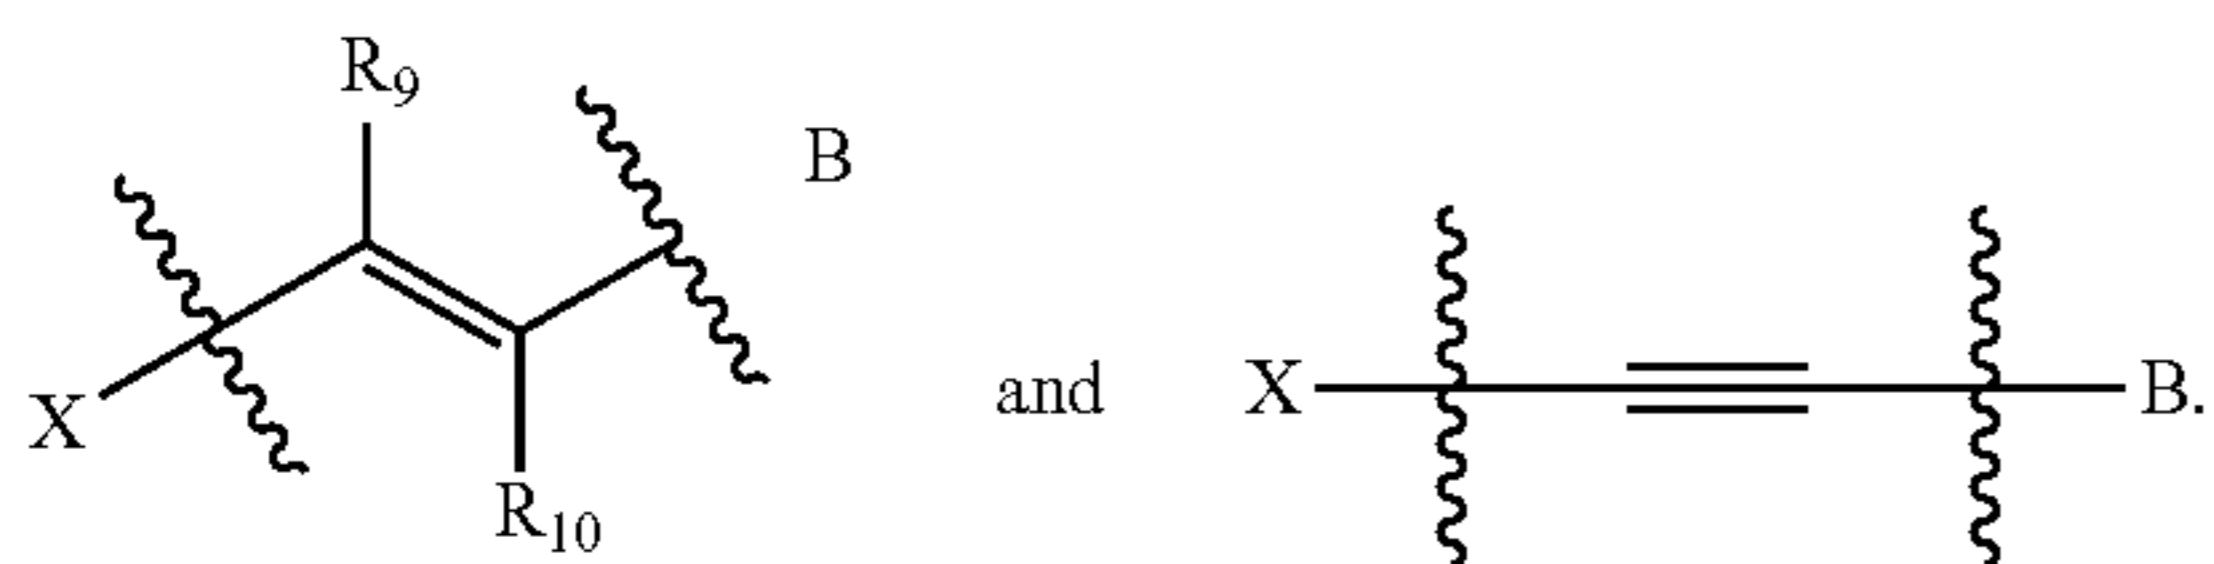 R₉
B
X
R₁₀
and
X
B.